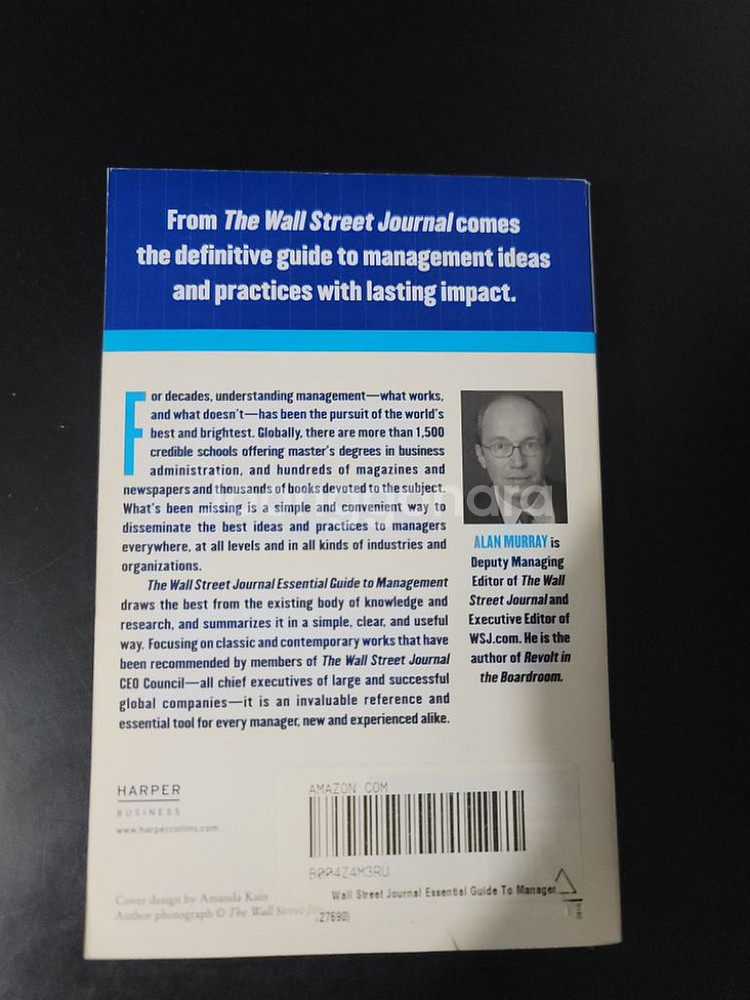 From The Wall Street Journal comes
the definitive guide to management ideas
and practices with lasting impact.
For decades, understanding management—what works,
and what doesn't—has been the pursuit of the world's
best and brightest. Globally, there are more than 1,500
credible schools offering master's degrees in business
administration, and hundreds of magazines and
newspapers and thousands of books devoted to the subject.
What's been missing is a simple and convenient way to
disseminate the best ideas and practices to managers
everywhere, at all levels and in all kinds of industries and
organizations.
The Wall Street Journal Essential Guide to Management
draws the best from the existing body of knowledge and
research, and summarizes it in a simple, clear, and useful
way. Focusing on classic and contemporary works that have
been recommended by members of The Wall Street Journal
CEO Council—all chief executives of large and successful
global companies—it is an invaluable reference and
essential tool for every manager, new and experienced alike.
ALAN MURRAY is
Deputy Managing
Editor of The Wall
Street Journal and
Executive Editor of
WSJ.com. He is the
author of Revolt in
the Boardroom.
HARPER
BUSINESS
www.harpercollins.com
AMAZON.COM
B004Z4M3RU
Wall Street Journal Essential Guide To Manager
Cover design by Amanda Kain
Author photograph © The Wall Street
27690)